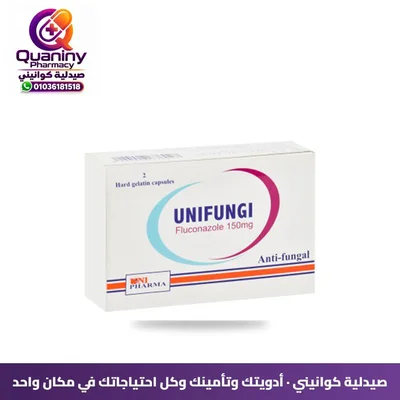 Quaniny
Pharmacy
صيدلية كوانيني
01036181518
2
Hard gelatin capsules
UNIFUNGI
Fluconazole 150mg
Anti-fungal
UNI
PHARMA
صيدلية كوانيني - أدويتك وتأمينك وكل احتياجاتك في مكان واحد